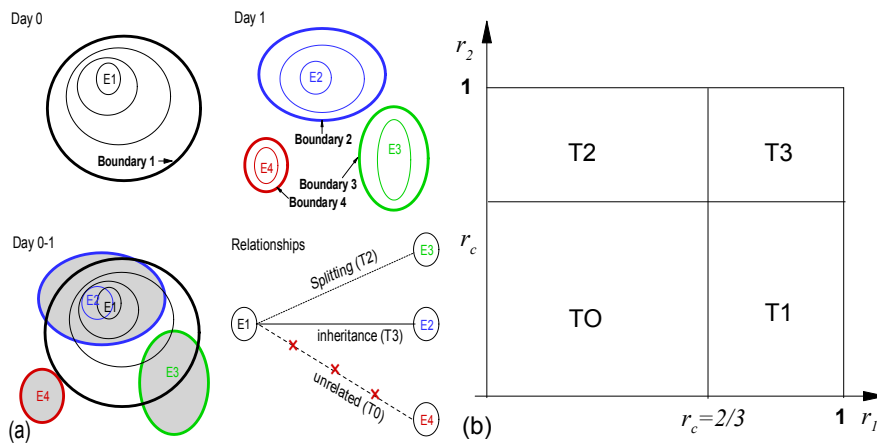 Day 0
E1
Boundary 1
Day 1
E2
Boundary 2
E3
E4
Boundary 3
Boundary 4
Day 0-1
E2
E1
E3
E4
(a)
Relationships
E3
Splitting (T2)
E1
E2
inheritance (T3)
unrelated (T0)
E4
r2
1
T2
T3
rc
TO
T1
(b)
rc=2/3
1
r1